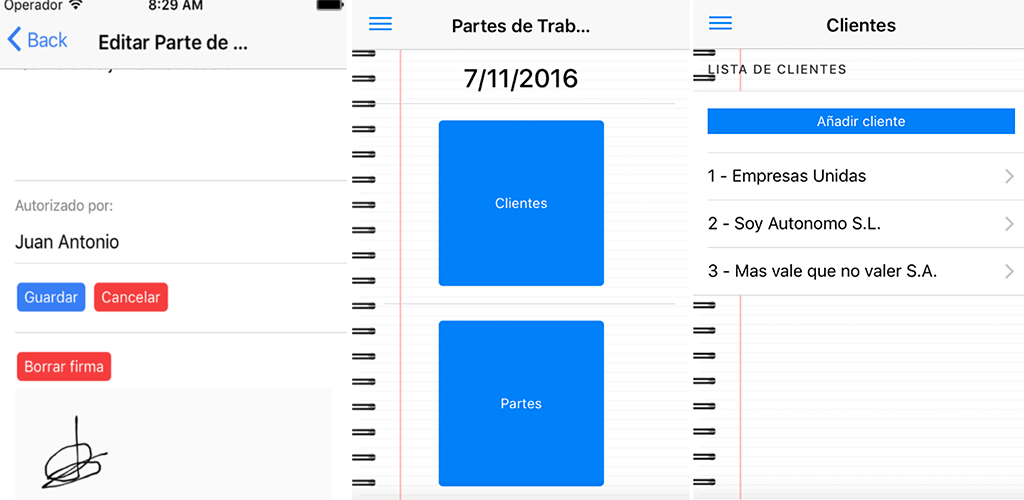 Operador 8:29 AM
Back Editar Parte de ...
Autorizado por:
Juan Antonio
Guardar Cancelar
Borrar firma
Partes de Trab...
7/11/2016
Clientes
Partes
Clientes
LISTA DE CLIENTES
Añadir cliente
1 - Empresas Unidas
2 - Soy Autonomo S.L.
3 - Mas vale que no valer S.A.